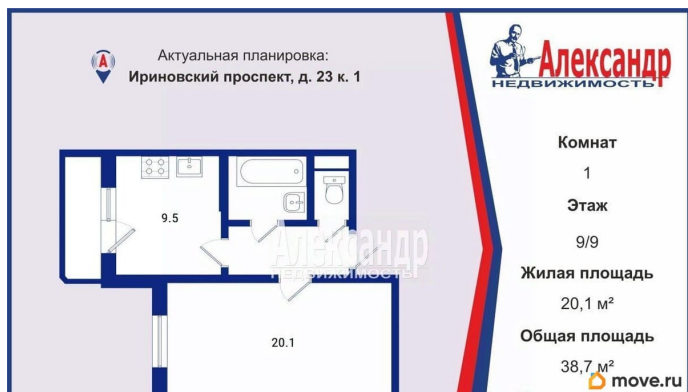 Актуальная планировка:
Ириновский проспект, д. 23 к. 1
А
Александр
НЕДВИЖИМОСТЬ
Комнат
1
Этаж
9/9
Жилая площадь
20,1 м²
Общая площадь
38,7 м²
9.5
Александр
НЕДВИЖИМОСТЬ
20.1
move.ru